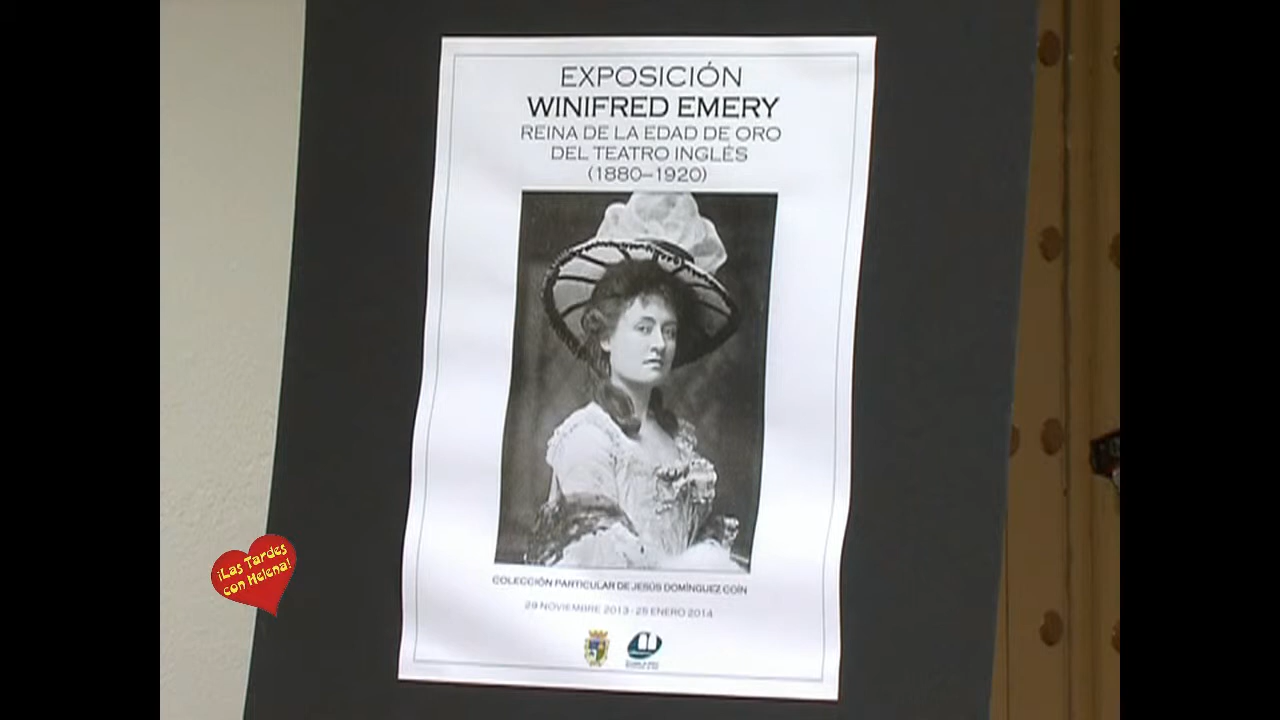 EXPOSICIÓN
WINIFRED EMERY
REINA DE LA EDAD DE ORO
DEL TEATRO INGLÉS
(1880–1920)
COLECCIÓN PARTICULAR DE JESÚS DOMÍNGUEZ COÍN
29 NOVIEMBRE 2013 - 25 ENERO 2014
¡Las Tardes
con Helena!